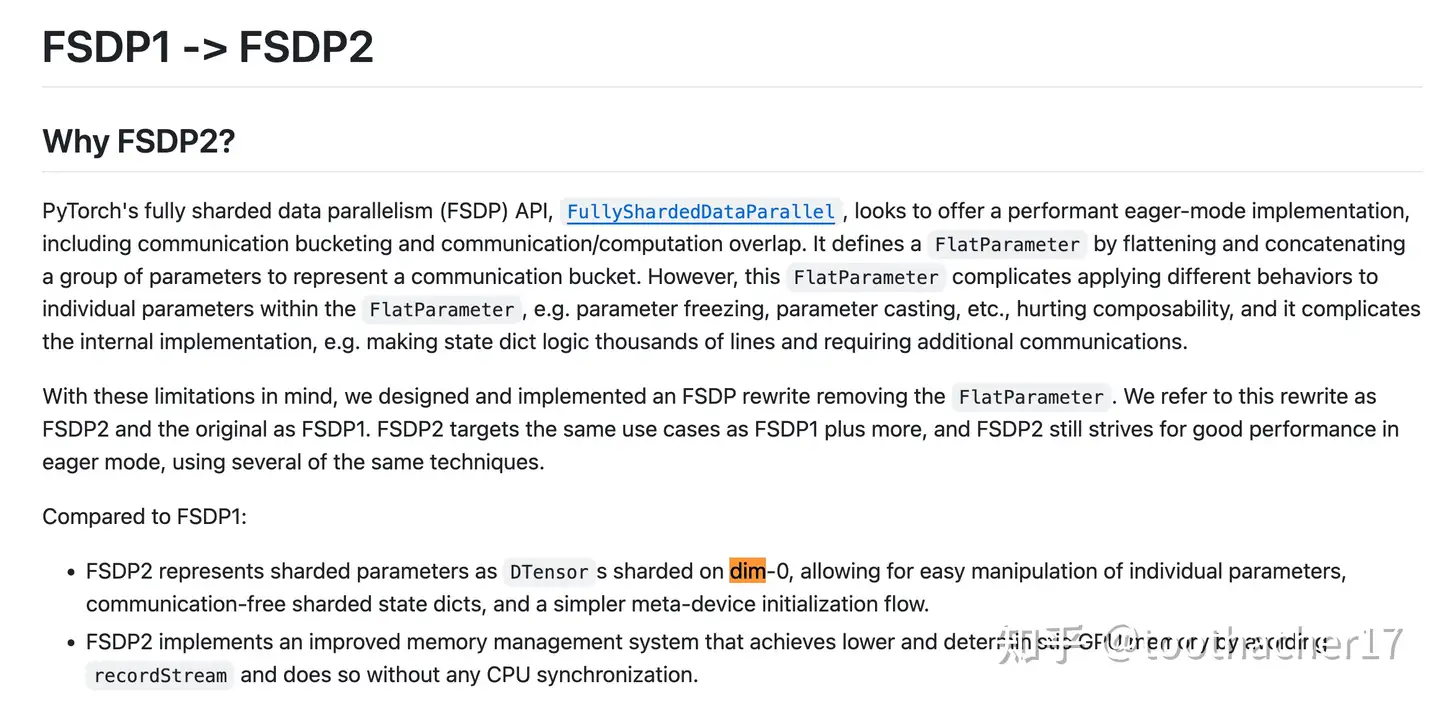 FSDP1 -> FSDP2
Why FSDP2?
PyTorch's fully sharded data parallelism (FSDP) API, FullyShardedDataParallel, looks to offer a performant eager-mode implementation,
including communication bucketing and communication/computation overlap. It defines a FlatParameter by flattening and concatenating
a group of parameters to represent a communication bucket. However, this FlatParameter complicates applying different behaviors to
individual parameters within the FlatParameter, e.g. parameter freezing, parameter casting, etc., hurting composability, and it complicates
the internal implementation, e.g. making state dict logic thousands of lines and requiring additional communications.
With these limitations in mind, we designed and implemented an FSDP rewrite removing the FlatParameter. We refer to this rewrite as
FSDP2 and the original as FSDP1. FSDP2 targets the same use cases as FSDP1 plus more, and FSDP2 still strives for good performance in
eager mode, using several of the same techniques.
Compared to FSDP1:
• FSDP2 represents sharded parameters as DTensors sharded on dim-0, allowing for easy manipulation of individual parameters,
communication-free sharded state dicts, and a simpler meta-device initialization flow.
• FSDP2 implements an improved memory management system that achieves lower and deterministic GPU memory by avoiding
recordStream and does so without any CPU synchronization.
知乎 @toothacher17